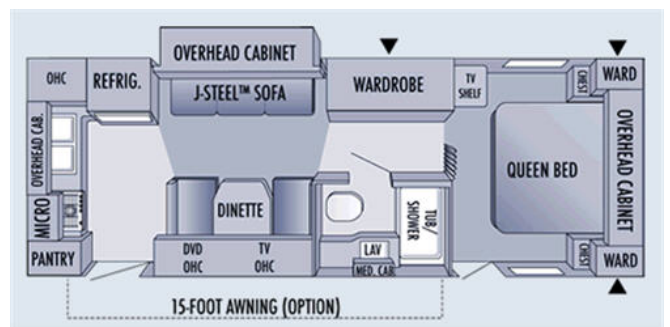 OVERHEAD CABINET
OHC
REFRIG.
J-STEEL™ SOFA
WARDROBE
TV
SHELF
CHEST
WARD
OVERHEAD CAB.
MICRO
PANTRY
DINETTE
DVD
OHC
TV
OHC
LAV
MED. CAB.
TUB/
SHOWER
QUEEN BED
OVERHEAD CABINET
CHEST
WARD
15-FOOT AWNING (OPTION)